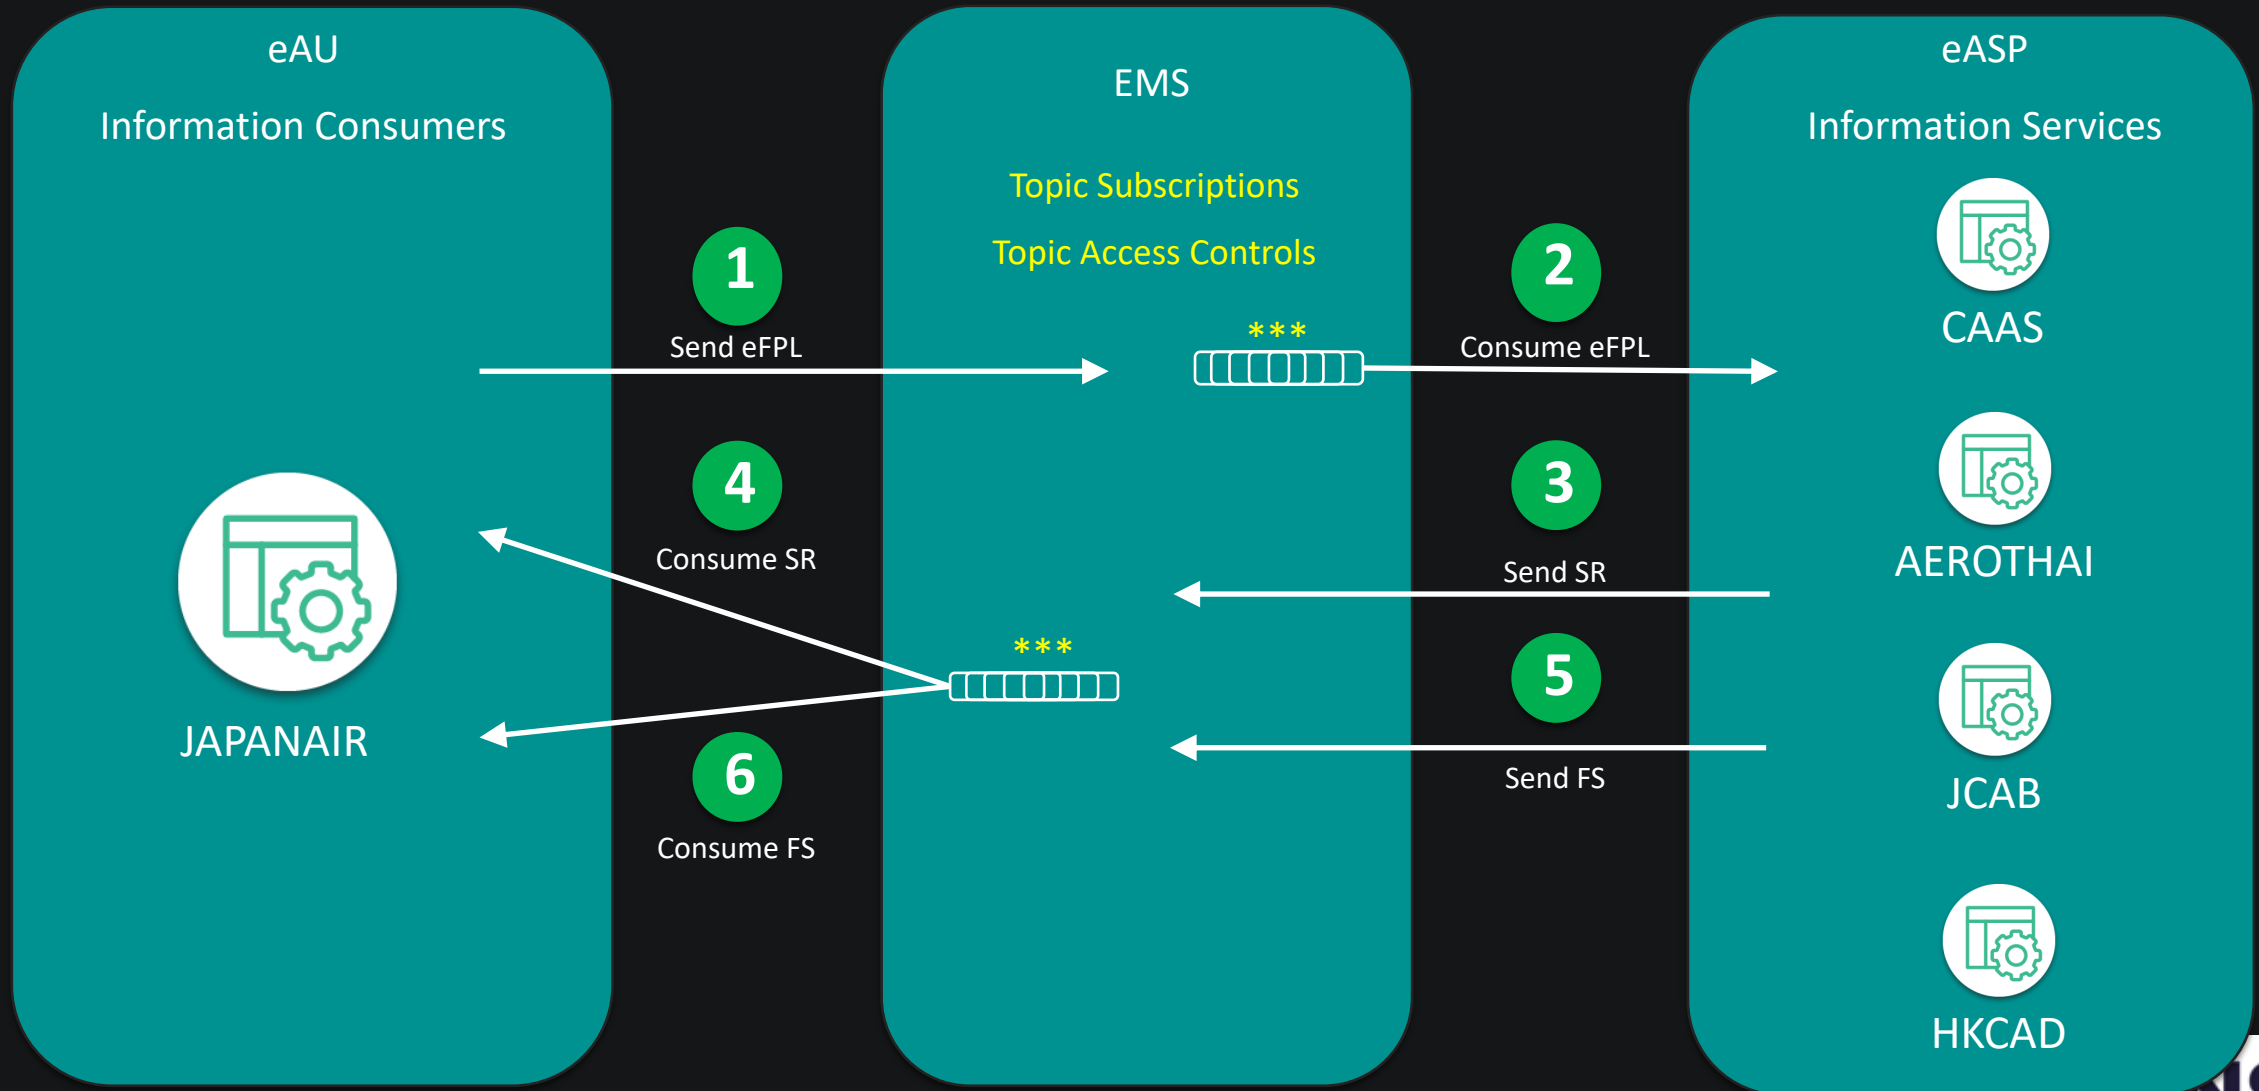 eAU
Information Consumers
JAPANAIR
1
Send eFPL
4
Consume SR
6
Consume FS
EMS
Topic Subscriptions
Topic Access Controls
***
***
2
Consume eFPL
3
Send SR
5
Send FS
eASP
Information Services
CAAS
AEROTHAI
JCAB
HKCAD